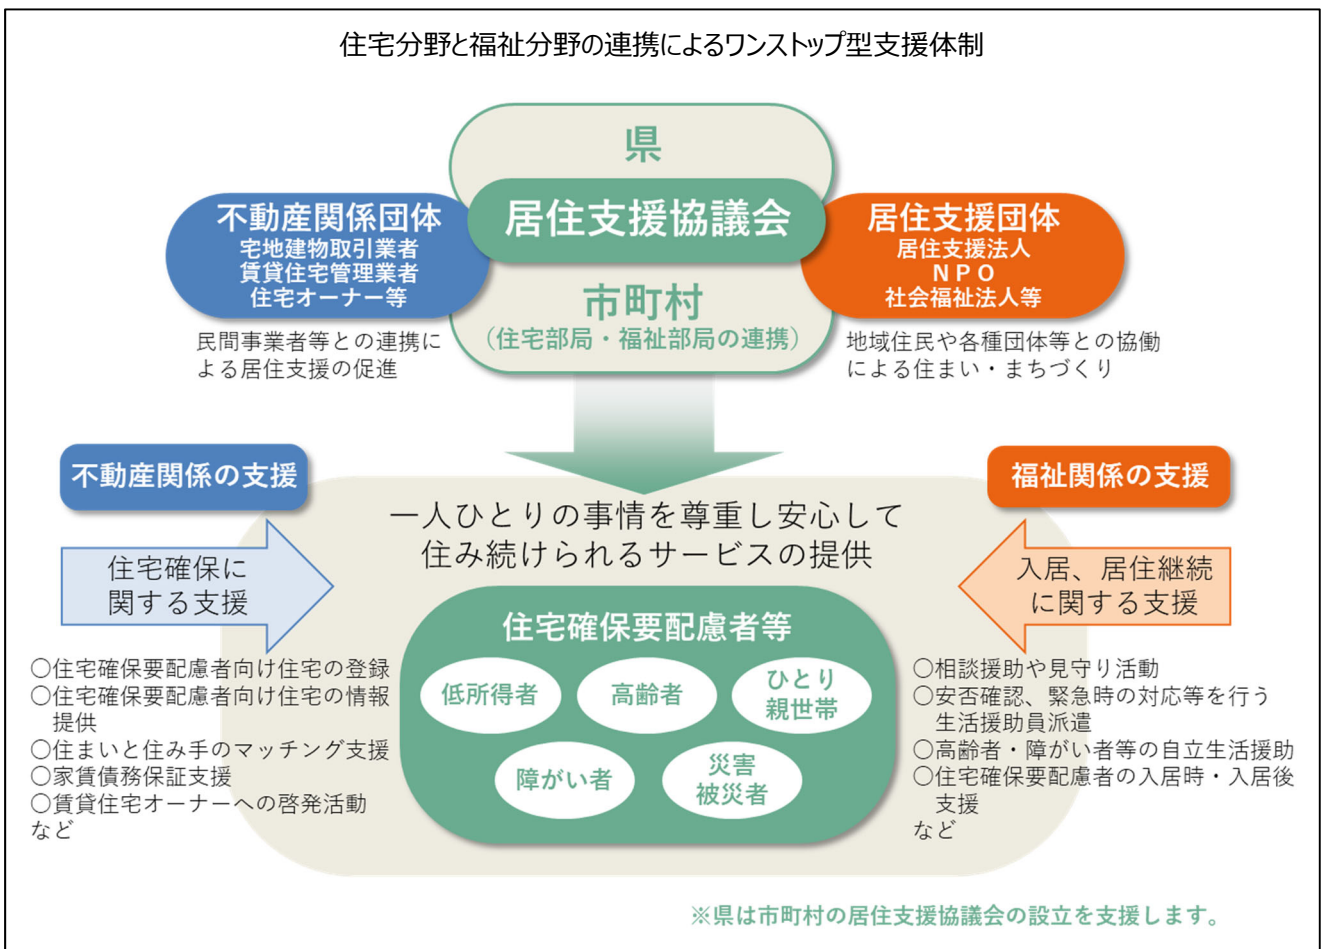 住宅分野と福祉分野の連携によるワンストップ型支援体制
県
居住支援協議会
市町村
（住宅部局・福祉部局の連携）
不動産関係団体
宅地建物取引業者
賃貸住宅管理業者
住宅オーナー等
民間事業者等との連携に
よる居住支援の促進
居住支援団体
居住支援法人
ＮＰＯ
社会福祉法人等
地域住民や各種団体等との協働
による住まい・まちづくり
不動産関係の支援
住宅確保に
関する支援
○住宅確保要配慮者向け住宅の登録
○住宅確保要配慮者向け住宅の情報
提供
○住まいと住み手のマッチング支援
○家賃債務保証支援
○賃貸住宅オーナーへの啓発活動
など
一人ひとりの事情を尊重し安心して
住み続けられるサービスの提供
住宅確保要配慮者等
低所得者
高齢者
ひとり
親世帯
障がい者
災害
被災者
福祉関係の支援
入居、居住継続
に関する支援
○相談援助や見守り活動
○安否確認、緊急時の対応等を行う
生活援助員派遣
○高齢者・障がい者等の自立生活援助
○住宅確保要配慮者の入居時・入居後
支援
など
※県は市町村の居住支援協議会の設立を支援します。